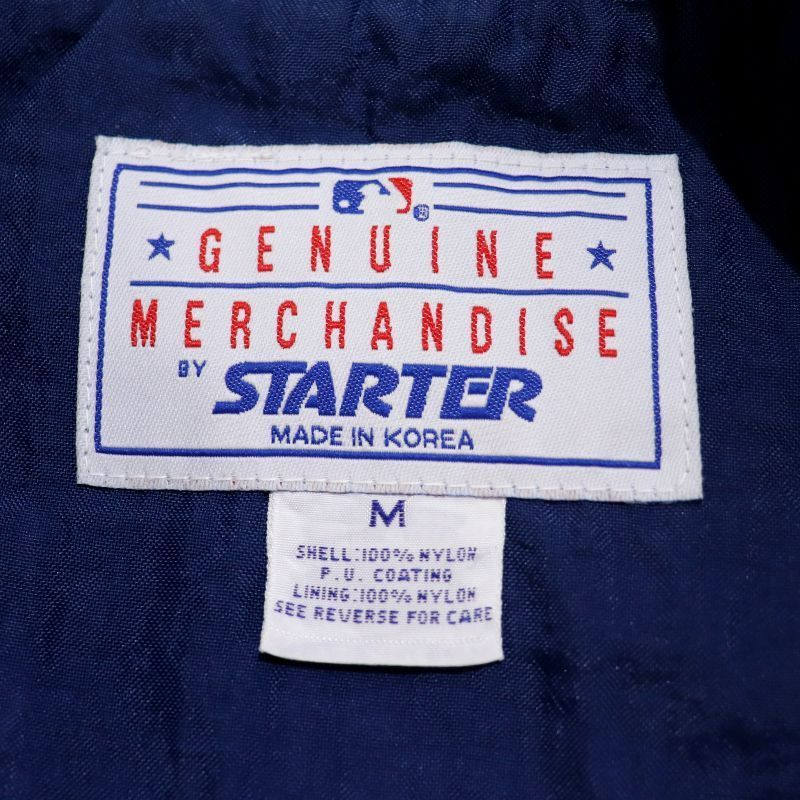 GENUINE
MERCHANDISE
BY STARTER
MADE IN KOREA
M
SHELL:100% NYLON
P.U. COATING
LINING:100% NYLON
SEE REVERSE FOR CARE